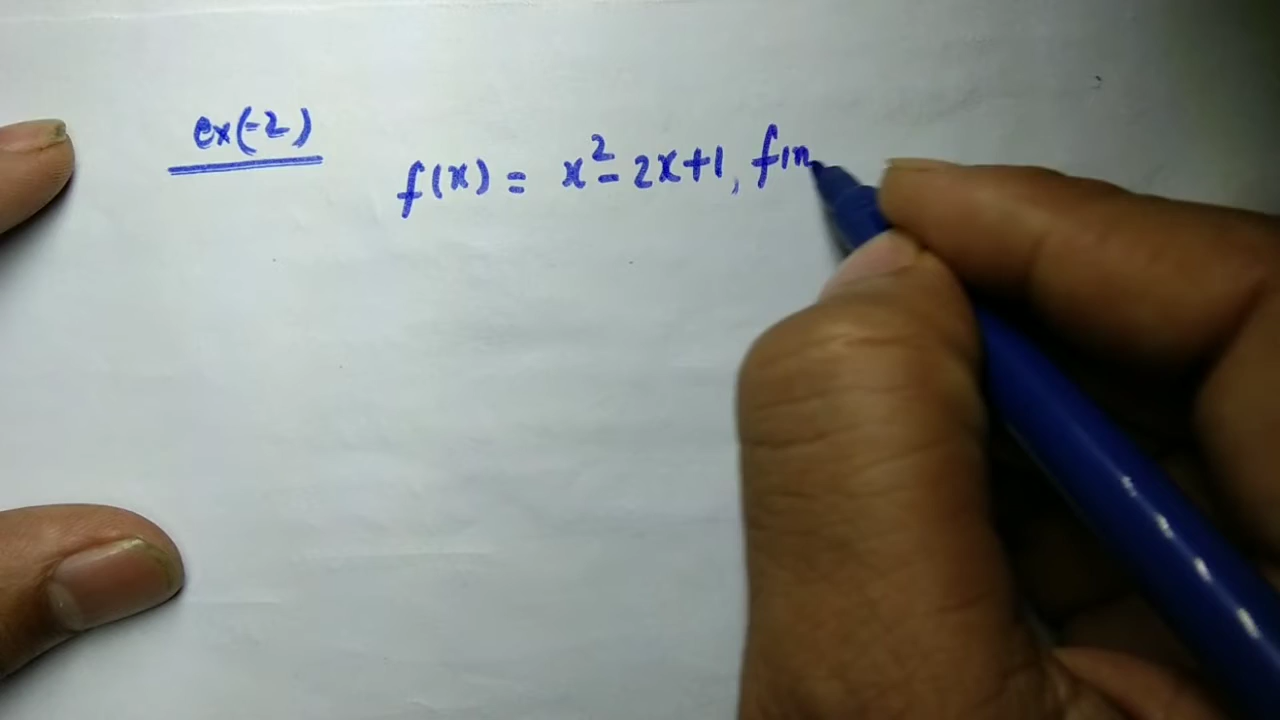 ex(-2)
f(x) = x²-2x+1, fin